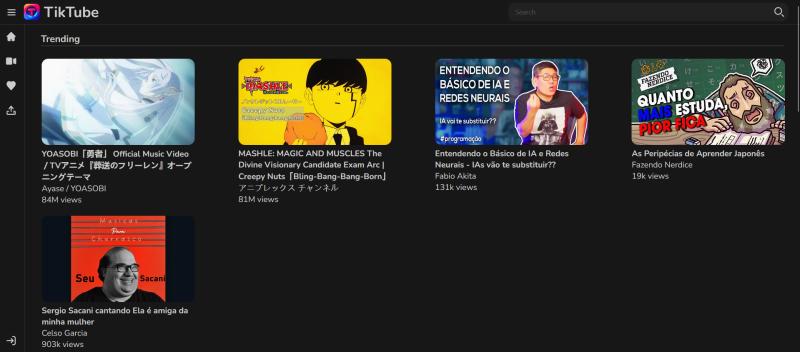 TikTube
Search
Trending
ENTENDENDO O
BÁSICO DE IA E
REDES NEURAIS
IA vai te substituir??
#programação
FAZENDO
NERDICE
QUANTO
MAIS ESTUDA,
PIOR FICA
YOASOBI「勇者」 Official Music Video
/ TVアニメ『葬送のフリーレン』オープ
ニングテーマ
Ayase / YOASOBI
84M views
MASHLE: MAGIC AND MUSCLES The
Divine Visionary Candidate Exam Arc |
Creepy Nuts「Bling-Bang-Bang-Born」
アニプレックス チャンネル
81M views
Entendendo o Básico de IA e Redes
Neurais - IAs vão te substituir??
Fabio Akita
131k views
As Peripécias de Aprender Japonês
Fazendo Nerdice
19k views
Musicas
Para
Churrasco
Seu Sacani
Sergio Sacani cantando Ela é amiga da
minha mulher
Celso Garcia
903k views